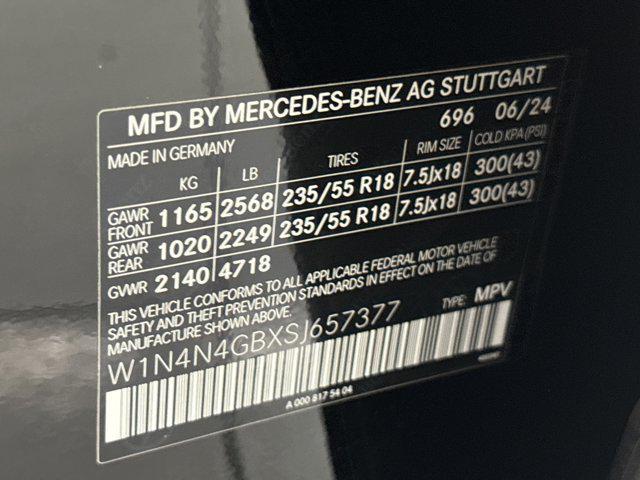 MFD BY MERCEDES-BENZ AG STUTTGART
MADE IN GERMANY 696 06/24
KG LB TIRES RIM SIZE COLD KPA (PSI)
GAWR FRONT 1165 2568 235/55 R18 7.5Jx18 300(43)
GAWR REAR 1020 2249 235/55 R18 7.5Jx18 300(43)
GVWR 2140 4718
THIS VEHICLE CONFORMS TO ALL APPLICABLE FEDERAL MOTOR VEHICLE
SAFETY AND THEFT PREVENTION STANDARDS IN EFFECT ON THE DATE OF
MANUFACTURE SHOWN ABOVE.
W1N4N4GBXSJ657377 TYPE: MPV
A 000 817 54 04